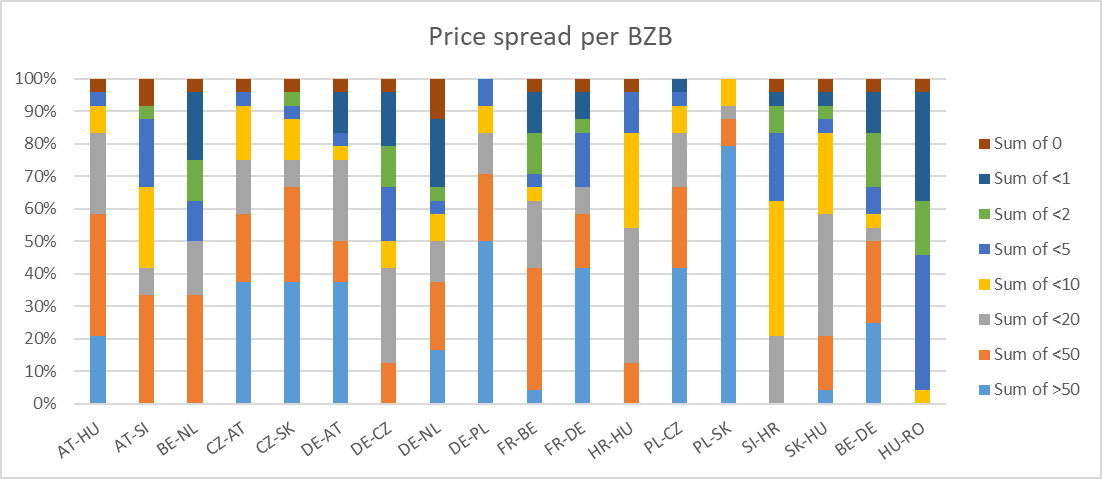 Price spread per BZB
100%
90%
80%
70%
60%
50%
40%
30%
20%
10%
0%
AT-HU
AT-SI
BE-NL
CZ-AT
CZ-SK
DE-AT
DE-CZ
DE-NL
DE-PL
FR-BE
FR-DE
HR-HU
PL-CZ
PL-SK
SI-HR
SK-HU
BE-DE
HU-RO
Sum of 0
Sum of <1
Sum of <2
Sum of <5
Sum of <10
Sum of <20
Sum of <50
Sum of >50